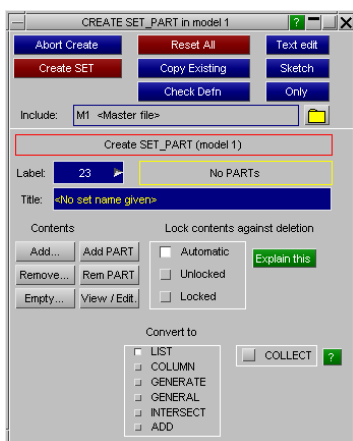 CREATE SET_PART in model 1 ? X
Abort Create Reset All Text edit
Create SET Copy Existing Sketch
Check Defn Only
Include: M1 <Master file>
Create SET_PART (model 1)
Label: 23 No PARTs
Title: <No set name given>
Contents Lock contents against deletion
Add... Add PART Automatic Explain this
Remove... Rem PART Unlocked
Empty... View / Edit. Locked
Convert to
LIST COLLECT ?
COLUMN
GENERATE
GENERAL
INTERSECT
ADD